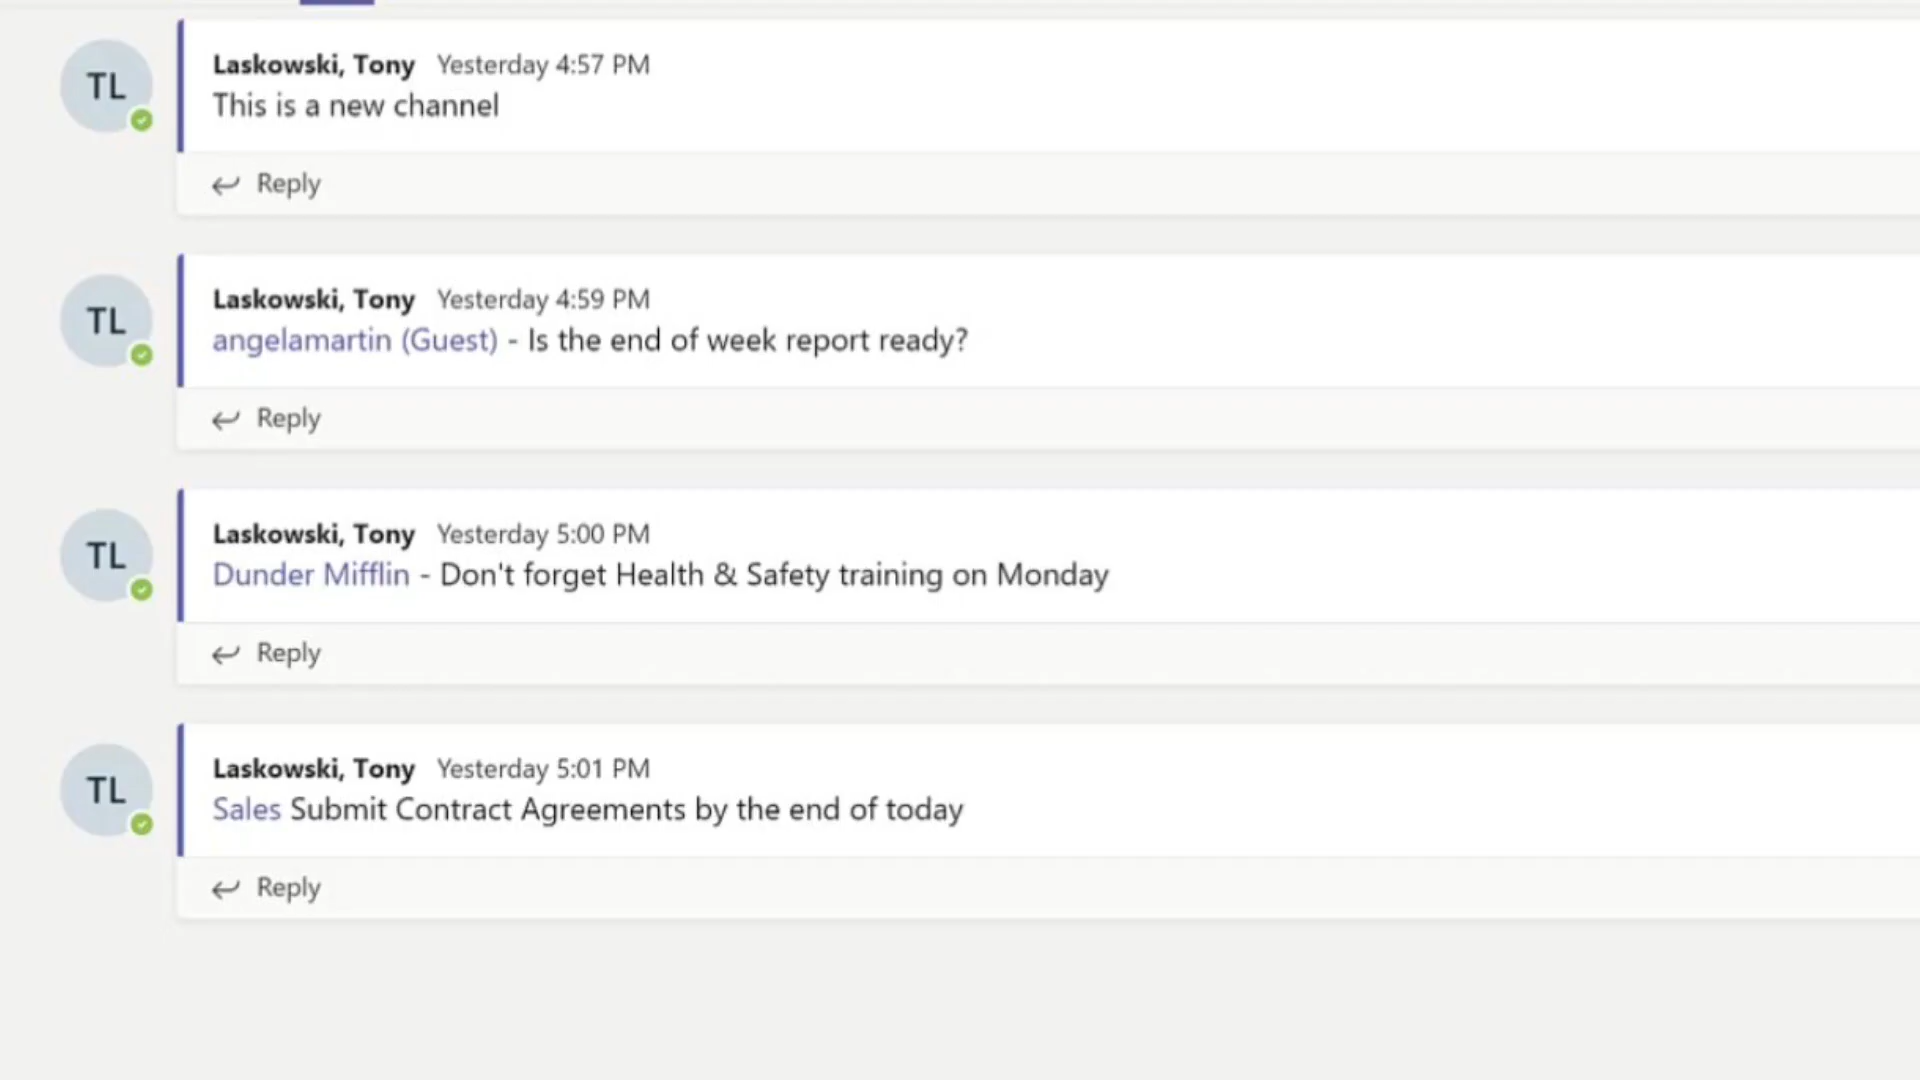 TL
Laskowski, Tony Yesterday 4:57 PM
This is a new channel
Reply
TL
Laskowski, Tony Yesterday 4:59 PM
angelamartin (Guest) - Is the end of week report ready?
Reply
TL
Laskowski, Tony Yesterday 5:00 PM
Dunder Mifflin - Don't forget Health & Safety training on Monday
Reply
TL
Laskowski, Tony Yesterday 5:01 PM
Sales Submit Contract Agreements by the end of today
Reply